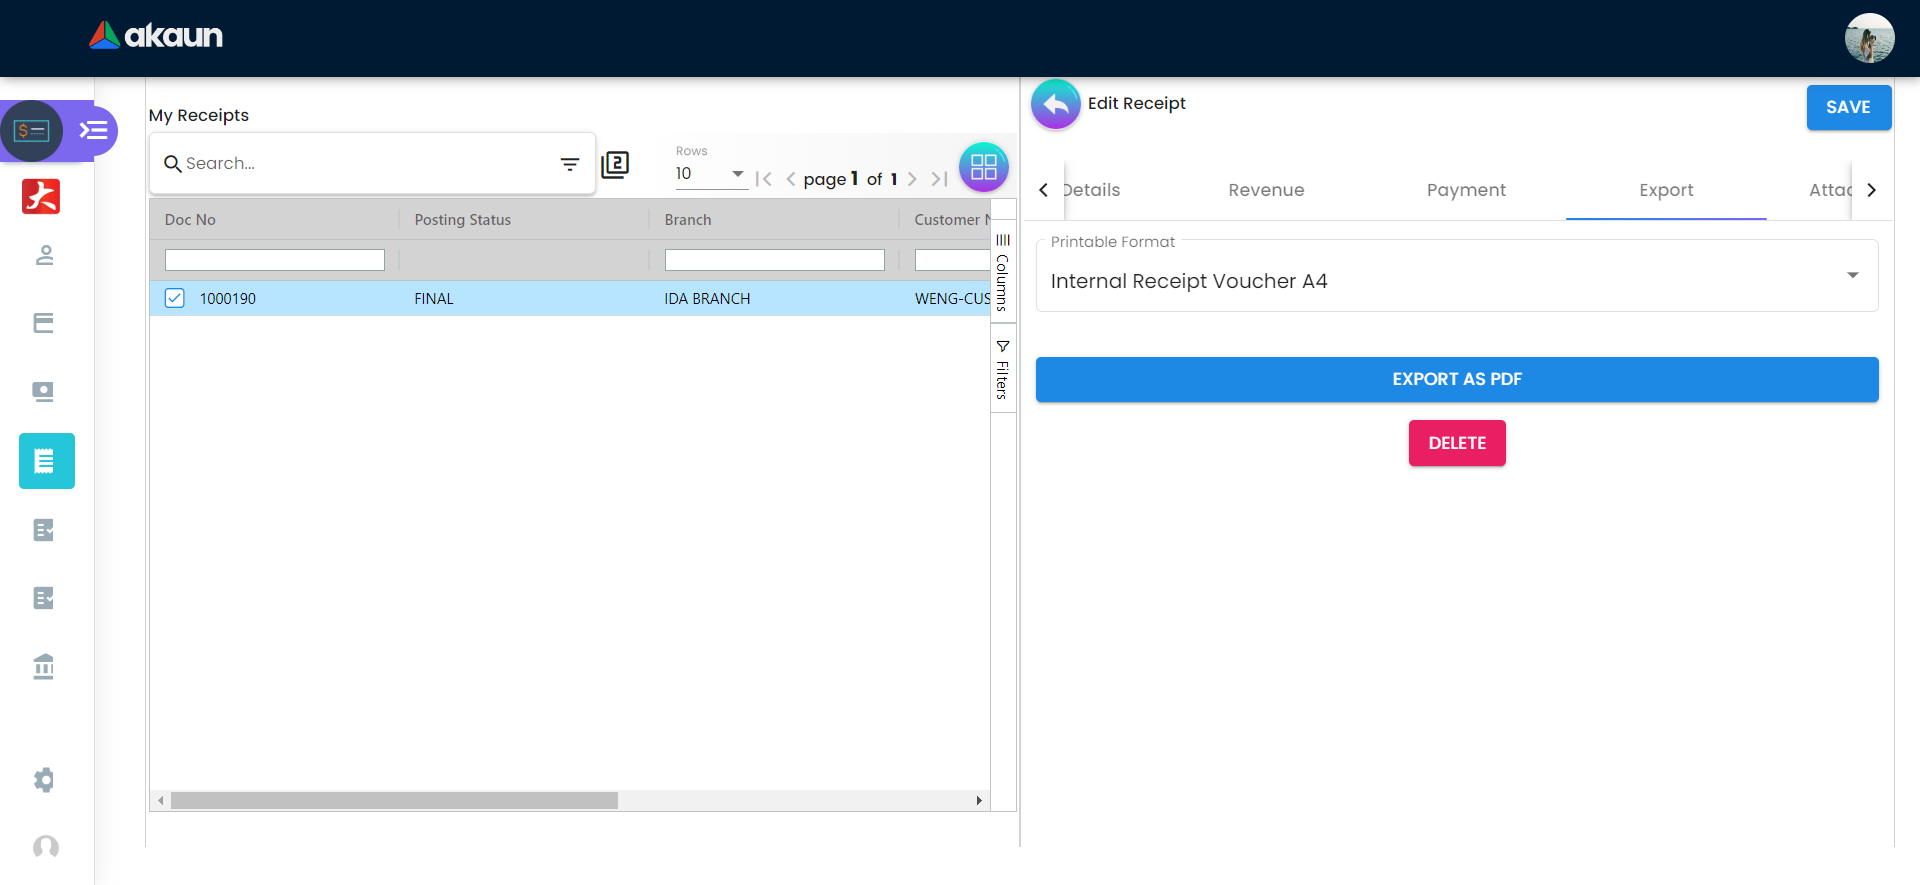 akaun
My Receipts
Search...
2
Rows
10
page 1 of 1
Doc No
Posting Status
Branch
Customer N
1000190
FINAL
IDA BRANCH
WENG-CUS
Columns
Filters
Edit Receipt
SAVE
Details
Revenue
Payment
Export
Attac
Printable Format
Internal Receipt Voucher A4
EXPORT AS PDF
DELETE